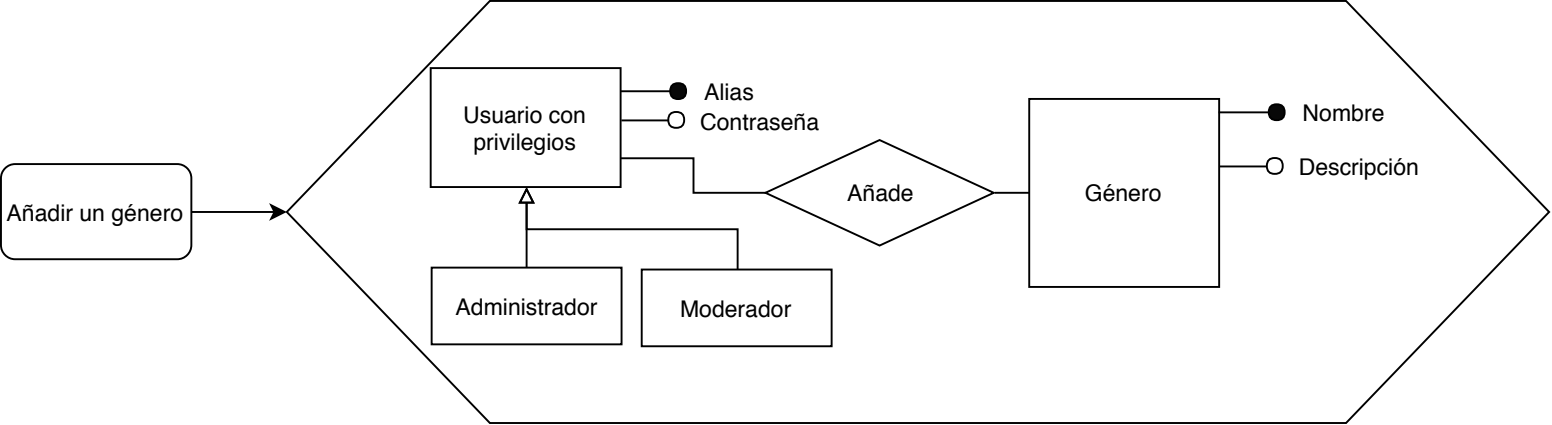 Añadir un género
Usuario con
privilegios
Alias
Contraseña
Añade
Género
Nombre
Descripción
Administrador
Moderador